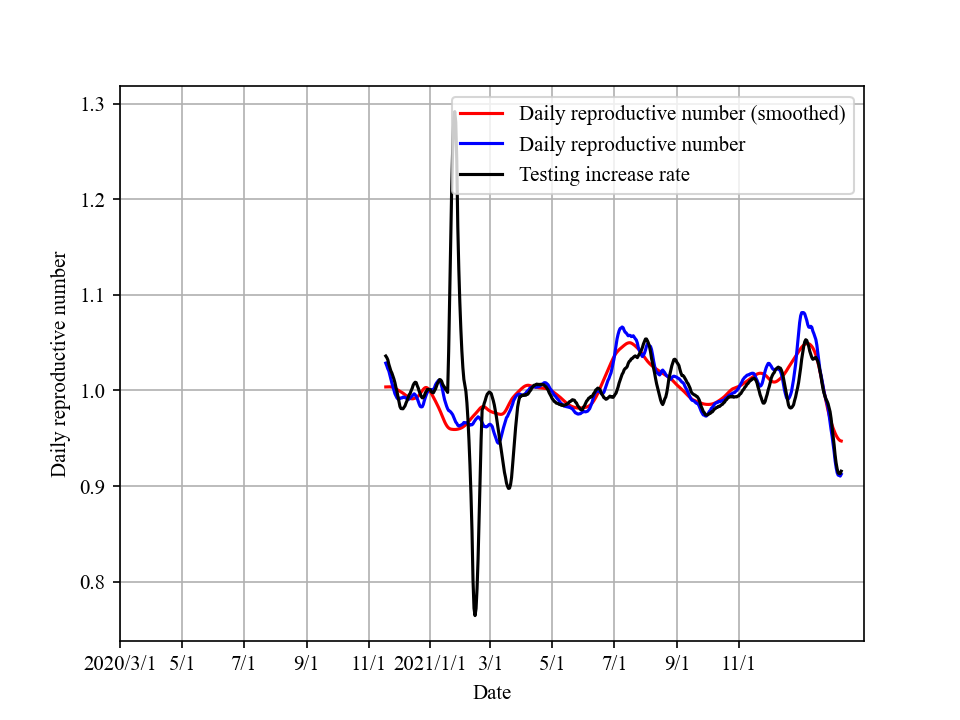 Daily reproductive number (smoothed)
Daily reproductive number
Testing increase rate
Daily reproductive number
1.3
1.2
1.1
1.0
0.9
0.8
2020/3/1 5/1 7/1 9/1 11/1 2021/1/1 3/1 5/1 7/1 9/1 11/1
Date